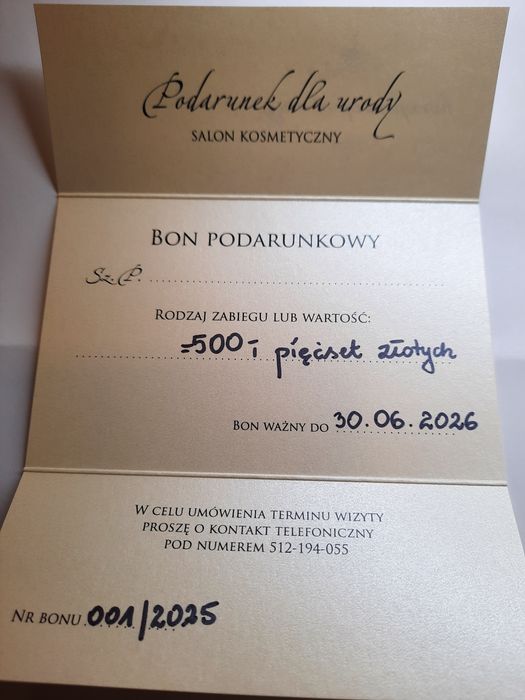 Podarunek dla urody
SALON KOSMETYCZNY
BON PODARUNKOWY
Sz. P. ....................
RODZAJ ZABIEGU LUB WARTOŚĆ:
=500,- pięćset złotych
BON WAŻNY DO 30.06.2026
W CELU UMÓWIENIA TERMINU WIZYTY
PROSZĘ O KONTAKT TELEFONICZNY
POD NUMEREM 512-194-055
NR BONU 001/2025